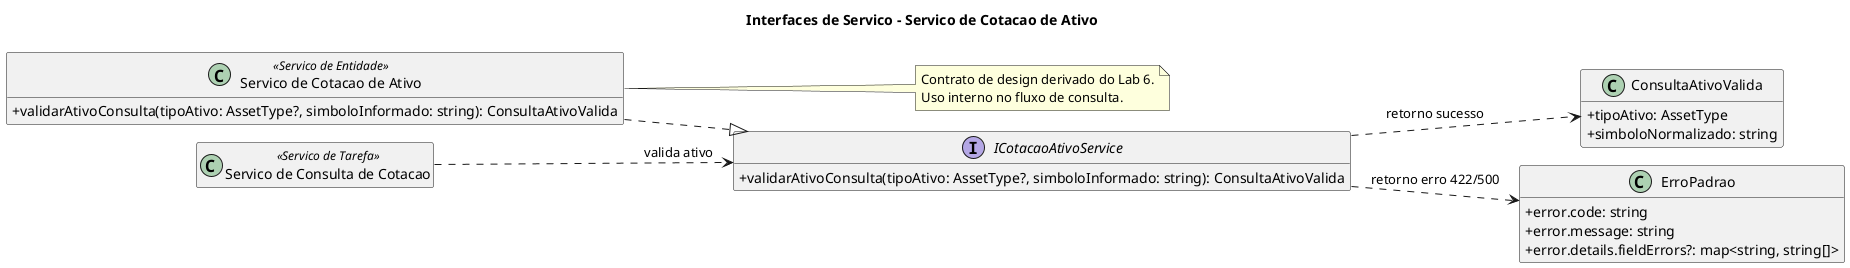 Interfaces de Servico - Servico de Cotacao de Ativo
«Servico de Entidade»
C Servico de Cotacao de Ativo
+validarAtivoConsulta(tipoAtivo: AssetType?, simboloInformado: string): ConsultaAtivoValida
Contrato de design derivado do Lab 6.
Uso interno no fluxo de consulta.
«Servico de Tarefa»
C Servico de Consulta de Cotacao
valida ativo
I ICotacaoAtivoService
+validarAtivoConsulta(tipoAtivo: AssetType?, simboloInformado: string): ConsultaAtivoValida
retorno sucesso
retorno erro 422/500
C ConsultaAtivoValida
+tipoAtivo: AssetType
+simboloNormalizado: string
C ErroPadrao
+error.code: string
+error.message: string
+error.details.fieldErrors?: map<string, string[]>